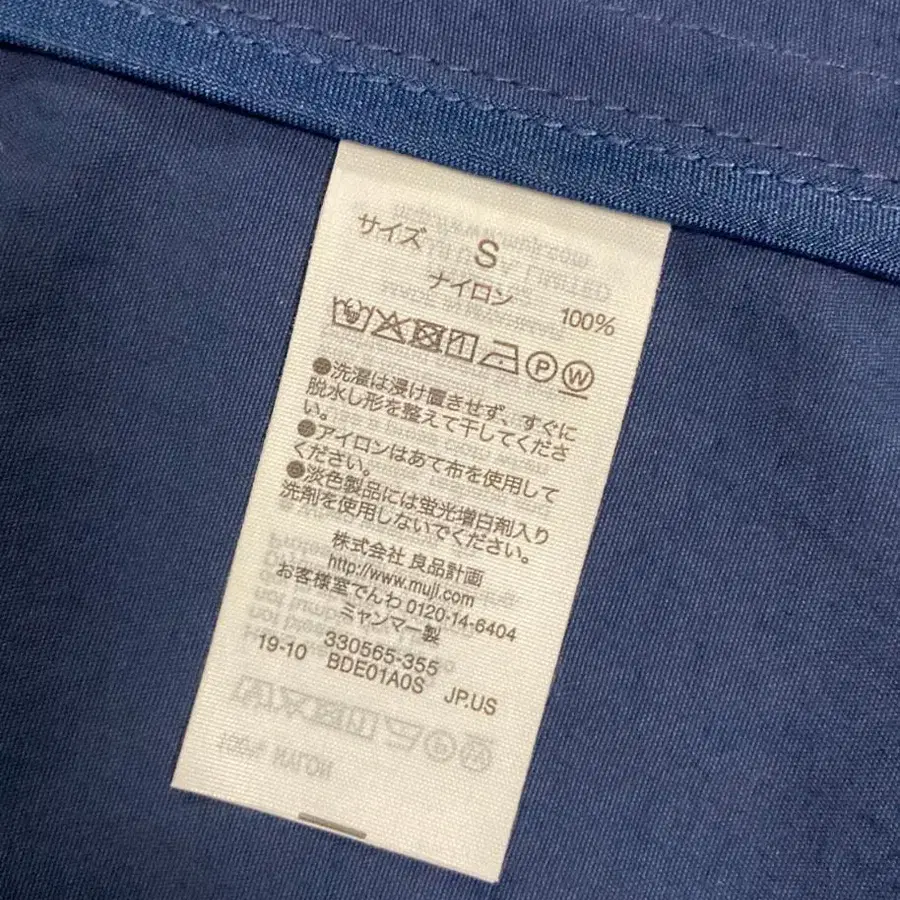 サイズ S
ナイロン 100%
●洗濯は浸け置きせず、すぐに
脱水し形を整えて干してくださ
い。
●アイロンはあて布を使用して
ください。
●淡色製品には蛍光増白剤入り
洗剤を使用しないでください。
株式会社 良品計画
http://www.muji.com
お客様室でんわ 0120-14-6404
ミャンマー製
330565-355
19-10 BDE01A0S JP.US
100% NYLON